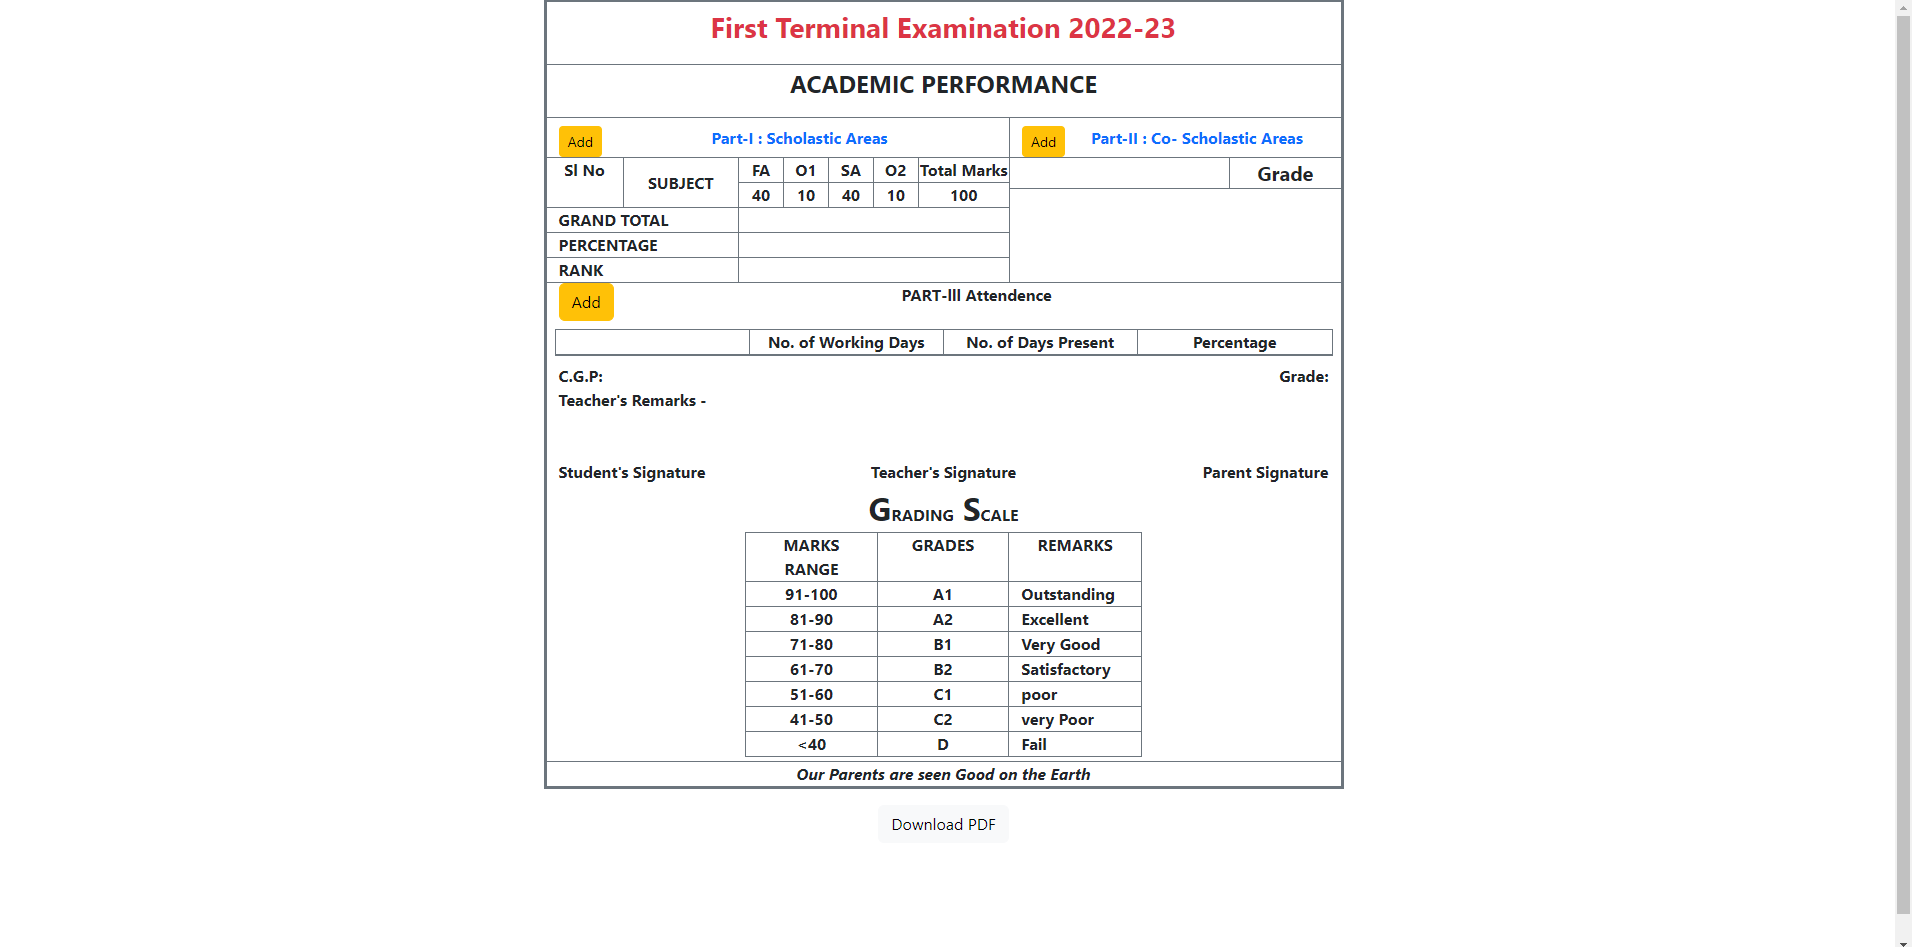 First Terminal Examination 2022-23
ACADEMIC PERFORMANCE
Add Part-I : Scholastic Areas Add Part-II : Co- Scholastic Areas
Sl No SUBJECT FA O1 SA O2 Total Marks Grade
40 10 40 10 100
GRAND TOTAL
PERCENTAGE
RANK
Add PART-lll Attendence
No. of Working Days No. of Days Present Percentage
C.G.P: Grade:
Teacher's Remarks -
Student's Signature Teacher's Signature Parent Signature
GRADING SCALE
MARKS RANGE GRADES REMARKS
91-100 A1 Outstanding
81-90 A2 Excellent
71-80 B1 Very Good
61-70 B2 Satisfactory
51-60 C1 poor
41-50 C2 very Poor
<40 D Fail
Our Parents are seen Good on the Earth
Download PDF